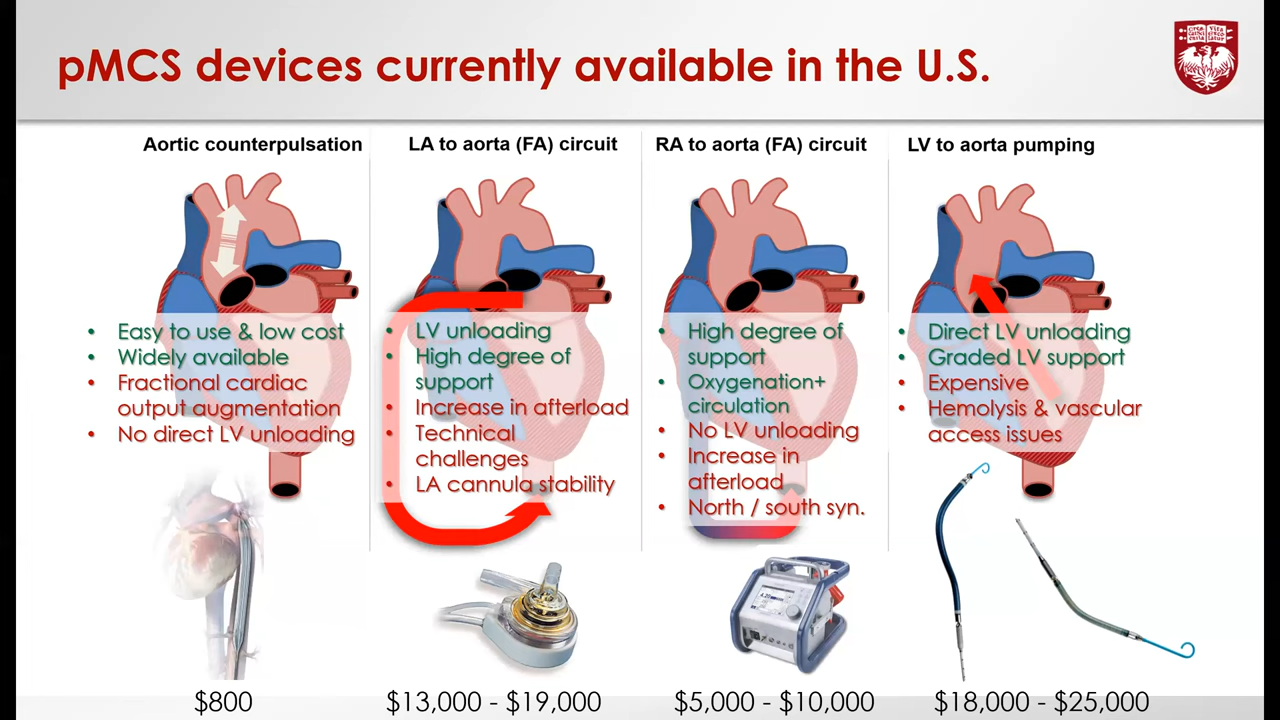 pMCS devices currently available in the U.S.
Aortic counterpulsation
• Easy to use & low cost
• Widely available
• Fractional cardiac
output augmentation
• No direct LV unloading
$800
LA to aorta (FA) circuit
• LV unloading
• High degree of
support
• Increase in afterload
• Technical
challenges
• LA cannula stability
$13,000 - $19,000
RA to aorta (FA) circuit
• High degree of
support
• Oxygenation+
circulation
• No LV unloading
• Increase in
afterload
• North / south syn.
$5,000 - $10,000
LV to aorta pumping
• Direct LV unloading
• Graded LV support
• Expensive
• Hemolysis & vascular
access issues
$18,000 - $25,000